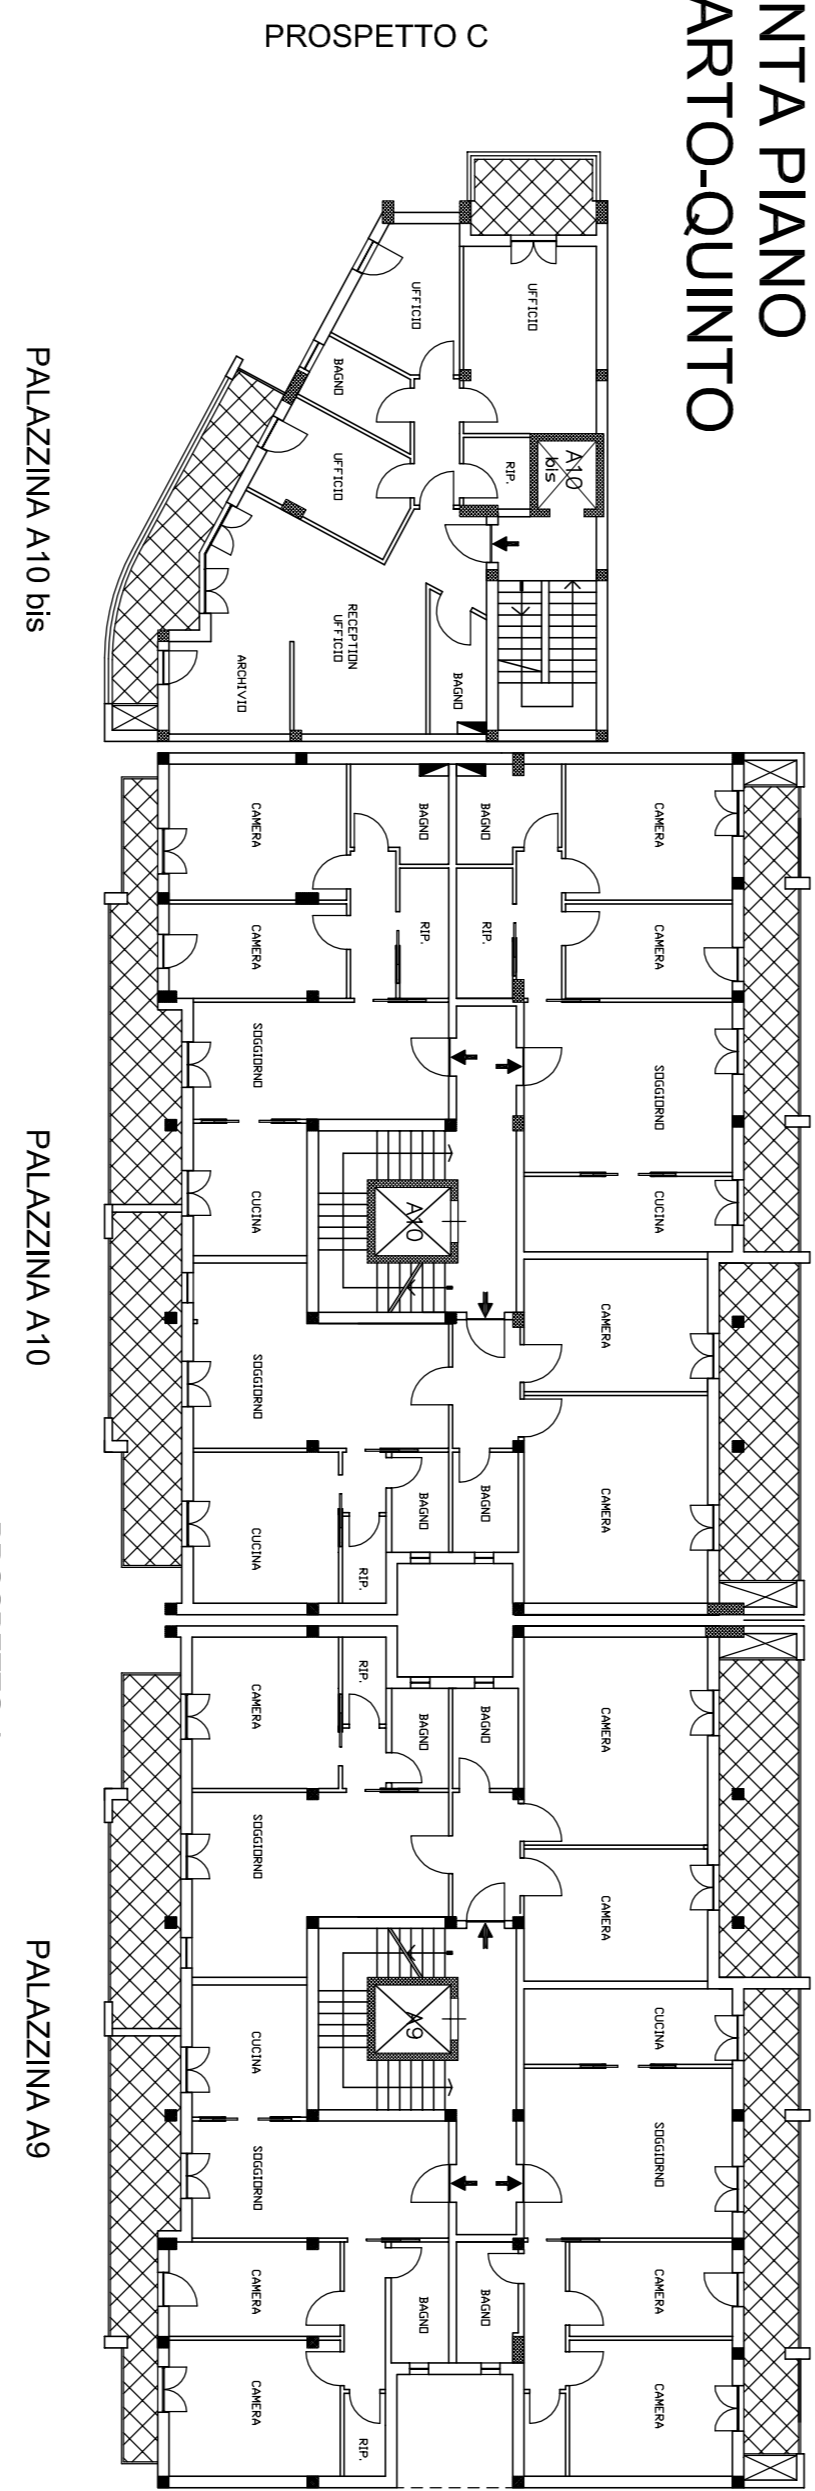 NTA PIANO
ARTO-QUINTO
PROSPETTO C
UFFICIO
UFFICIO
BAGNO
UFFICIO
RIP.
A10
bis
RECEPTION
UFFICIO
ARCHIVIO
BAGNO
PALAZZINA A10 bis
CAMERA
BAGNO
BAGNO
CAMERA
CAMERA
RIP.
RIP.
CAMERA
SOGGIORNO
SOGGIORNO
CUCINA
A10
CUCINA
PALAZZINA A10
SOGGIORNO
CAMERA
CUCINA
BAGNO
BAGNO
CAMERA
RIP.
RIP.
CAMERA
BAGNO
BAGNO
CAMERA
SOGGIORNO
CAMERA
CUCINA
A9
CUCINA
PALAZZINA A9
SOGGIORNO
SOGGIORNO
CAMERA
BAGNO
BAGNO
CAMERA
CAMERA
CAMERA
RIP.